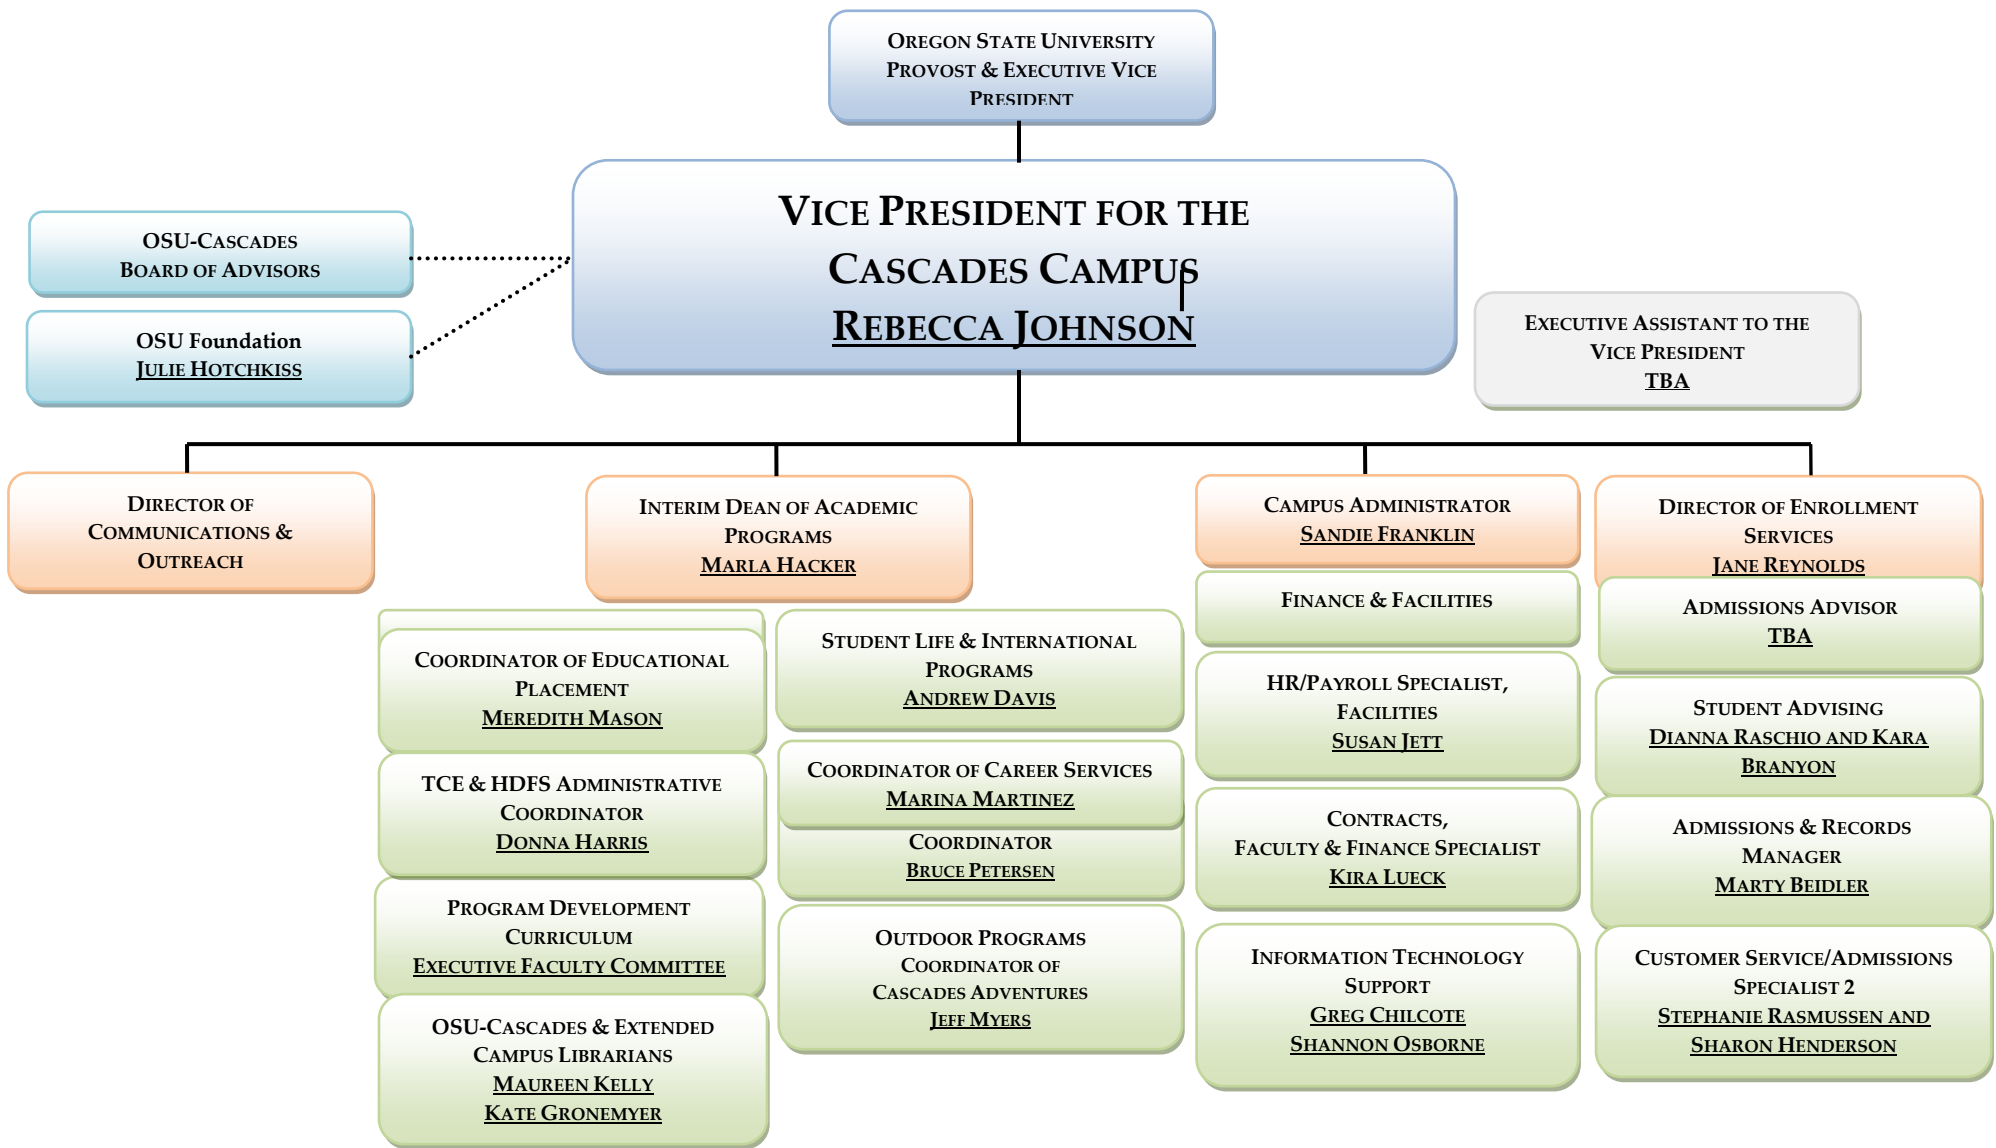 Oregon State University
Provost & Executive Vice
President
Vice President for the
Cascades Campus
Rebecca Johnson
OSU-Cascades
Board of Advisors
OSU Foundation
Julie Hotchkiss
Executive Assistant to the
Vice President
TBA
Director of
Communications &
Outreach
Interim Dean of Academic
Programs
Marla Hacker
Campus Administrator
Sandie Franklin
Director of Enrollment
Services
Jane Reynolds
Coordinator of Educational
Placement
Meredith Mason
TCE & HDFS Administrative
Coordinator
Donna Harris
Program Development
Curriculum
Executive Faculty Committee
OSU-Cascades & Extended
Campus Librarians
Maureen Kelly
Kate Gronemyer
Student Life & International
Programs
Andrew Davis
Coordinator of Career Services
Marina Martinez
Coordinator
Bruce Petersen
Outdoor Programs
Coordinator of
Cascades Adventures
Jeff Myers
Finance & Facilities
HR/Payroll Specialist,
Facilities
Susan Jett
Contracts,
Faculty & Finance Specialist
Kira Lueck
Information Technology
Support
Greg Chilcote
Shannon Osborne
Admissions Advisor
TBA
Student Advising
Dianna Raschio and Kara
Branyon
Admissions & Records
Manager
Marty Beidler
Customer Service/Admissions
Specialist 2
Stephanie Rasmussen and
Sharon Henderson